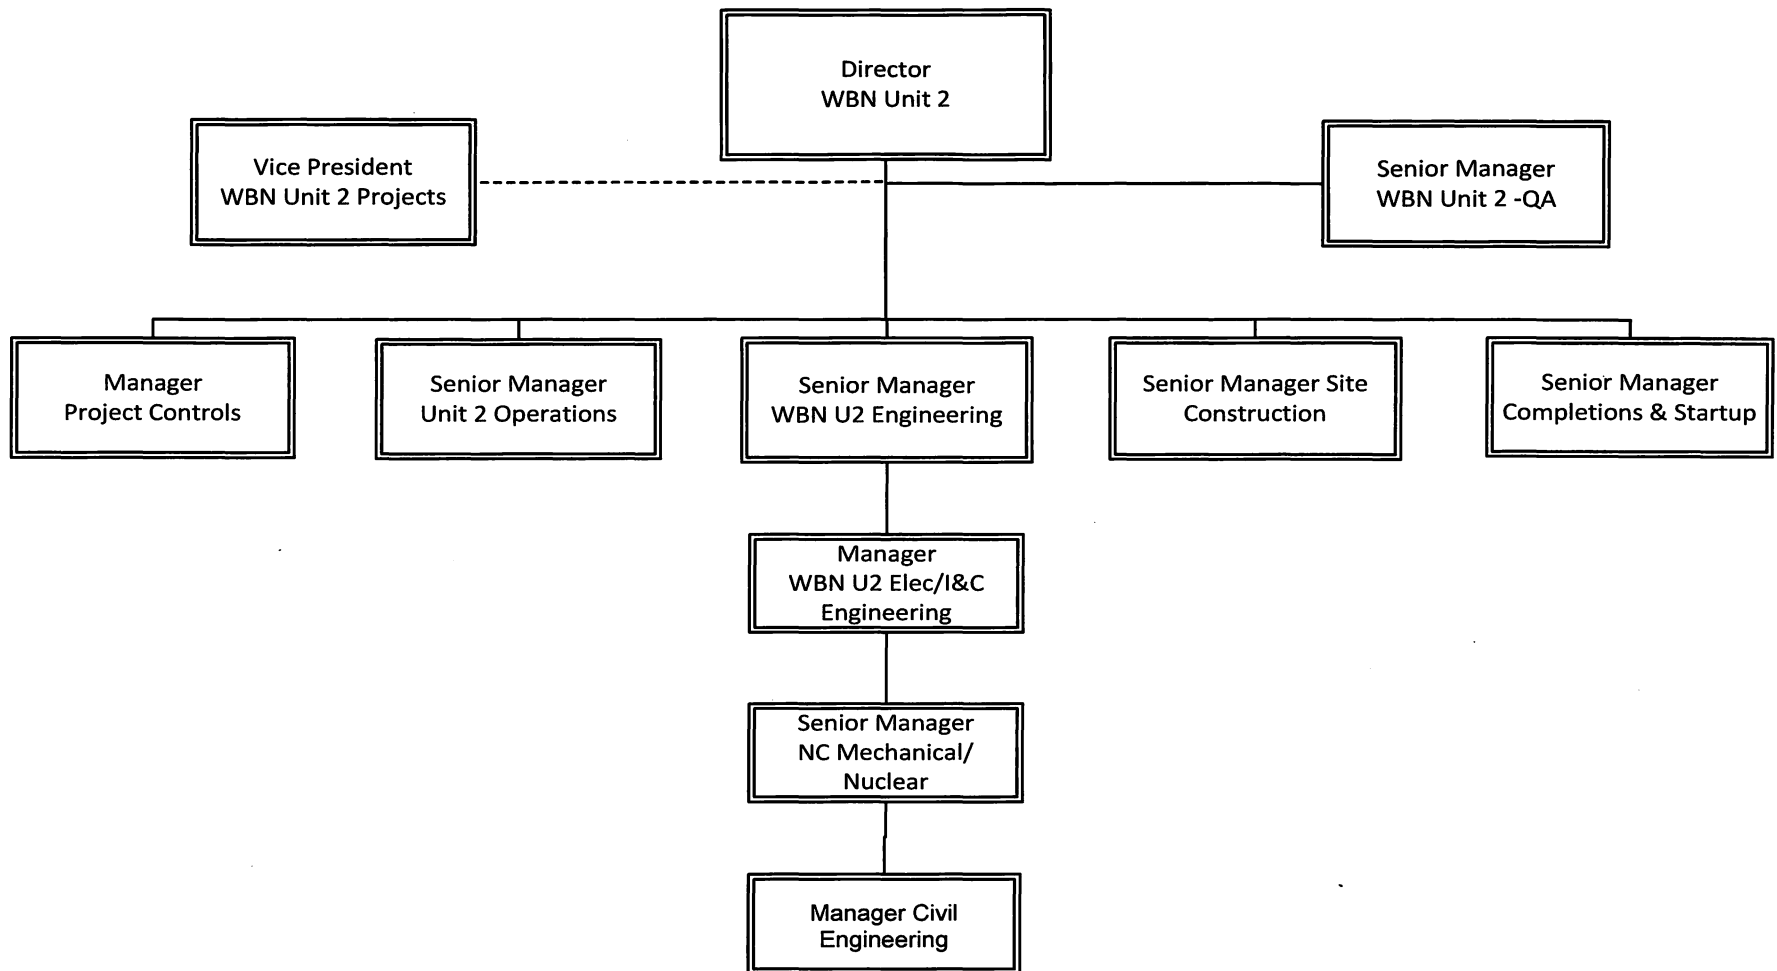 Director
WBN Unit 2
Vice President
WBN Unit 2 Projects
Senior Manager
WBN Unit 2 -QA
Manager
Project Controls
Senior Manager
Unit 2 Operations
Senior Manager
WBN U2 Engineering
Senior Manager Site
Construction
Senior Manager
Completions & Startup
Manager
WBN U2 Elec/I&C
Engineering
Senior Manager
NC Mechanical/
Nuclear
Manager Civil
Engineering